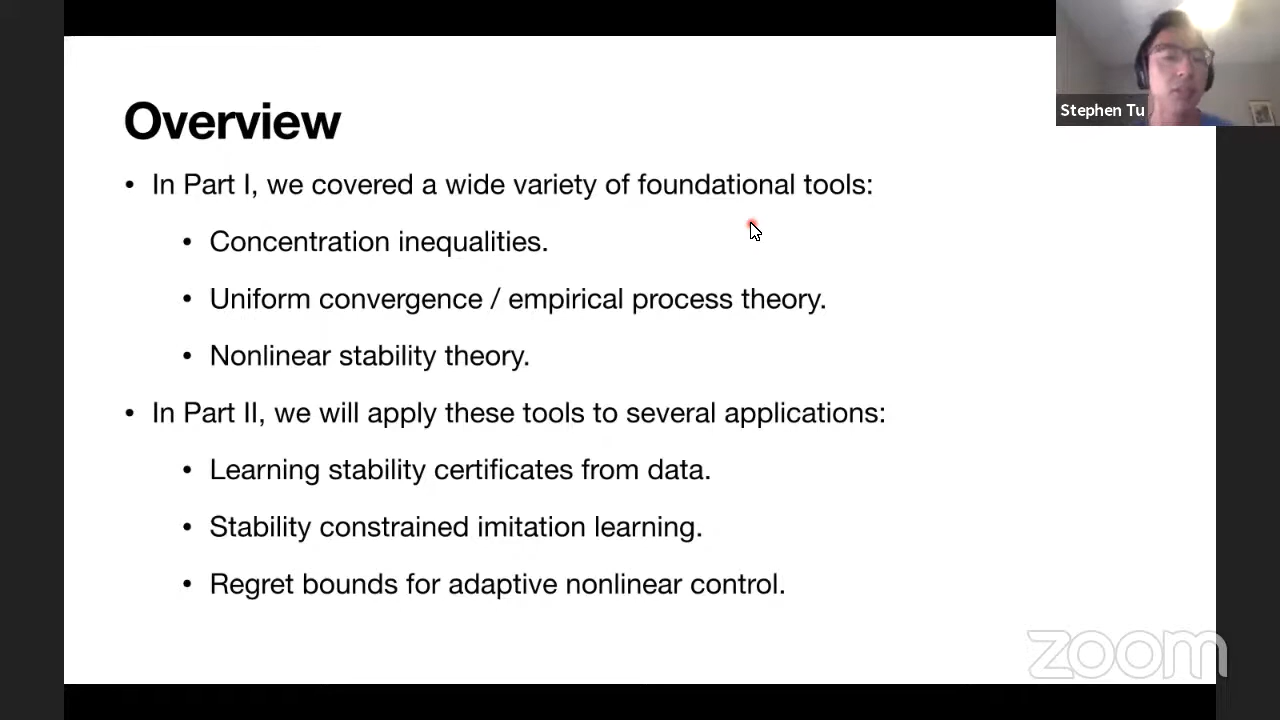 Overview
• In Part I, we covered a wide variety of foundational tools:
• Concentration inequalities.
• Uniform convergence / empirical process theory.
• Nonlinear stability theory.
• In Part II, we will apply these tools to several applications:
• Learning stability certificates from data.
• Stability constrained imitation learning.
• Regret bounds for adaptive nonlinear control.
Stephen Tu
zoom